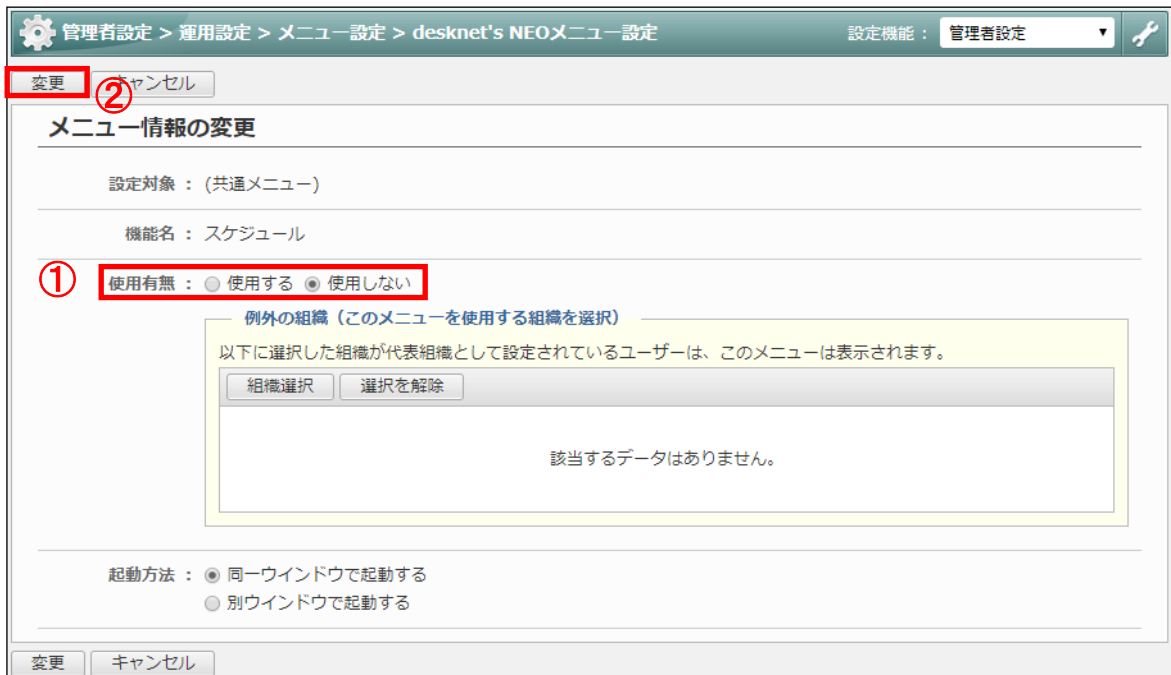 管理者設定 > 運用設定 > メニュー設定 > desknet's NEOメニュー設定 設定機能： 管理者設定
変更 キャンセル
②
メニュー情報の変更
設定対象 ： (共通メニュー)
機能名 ： スケジュール
① 使用有無 ： 使用する 使用しない
例外の組織（このメニューを使用する組織を選択）
以下に選択した組織が代表組織として設定されているユーザーは、このメニューは表示されます。
組織選択 選択を解除
該当するデータはありません。
起動方法 ： 同一ウインドウで起動する
別ウインドウで起動する
変更 キャンセル